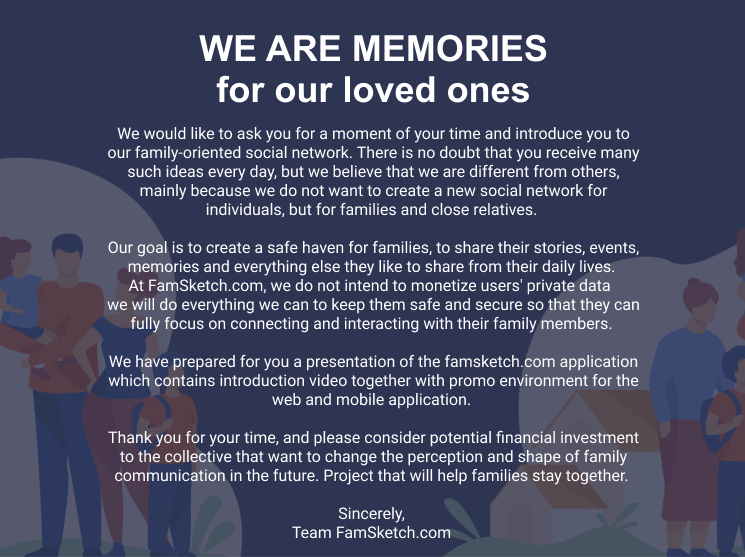 WE ARE MEMORIES
for our loved ones
We would like to ask you for a moment of your time and introduce you to
our family-oriented social network. There is no doubt that you receive many
such ideas every day, but we believe that we are different from others,
mainly because we do not want to create a new social network for
individuals, but for families and close relatives.
Our goal is to create a safe haven for families, to share their stories, events,
memories and everything else they like to share from their daily lives.
At FamSketch.com, we do not intend to monetize users' private data
we will do everything we can to keep them safe and secure so that they can
fully focus on connecting and interacting with their family members.
We have prepared for you a presentation of the famsketch.com application
which contains introduction video together with promo environment for the
web and mobile application.
Thank you for your time, and please consider potential financial investment
to the collective that want to change the perception and shape of family
communication in the future. Project that will help families stay together.
Sincerely,
Team FamSketch.com